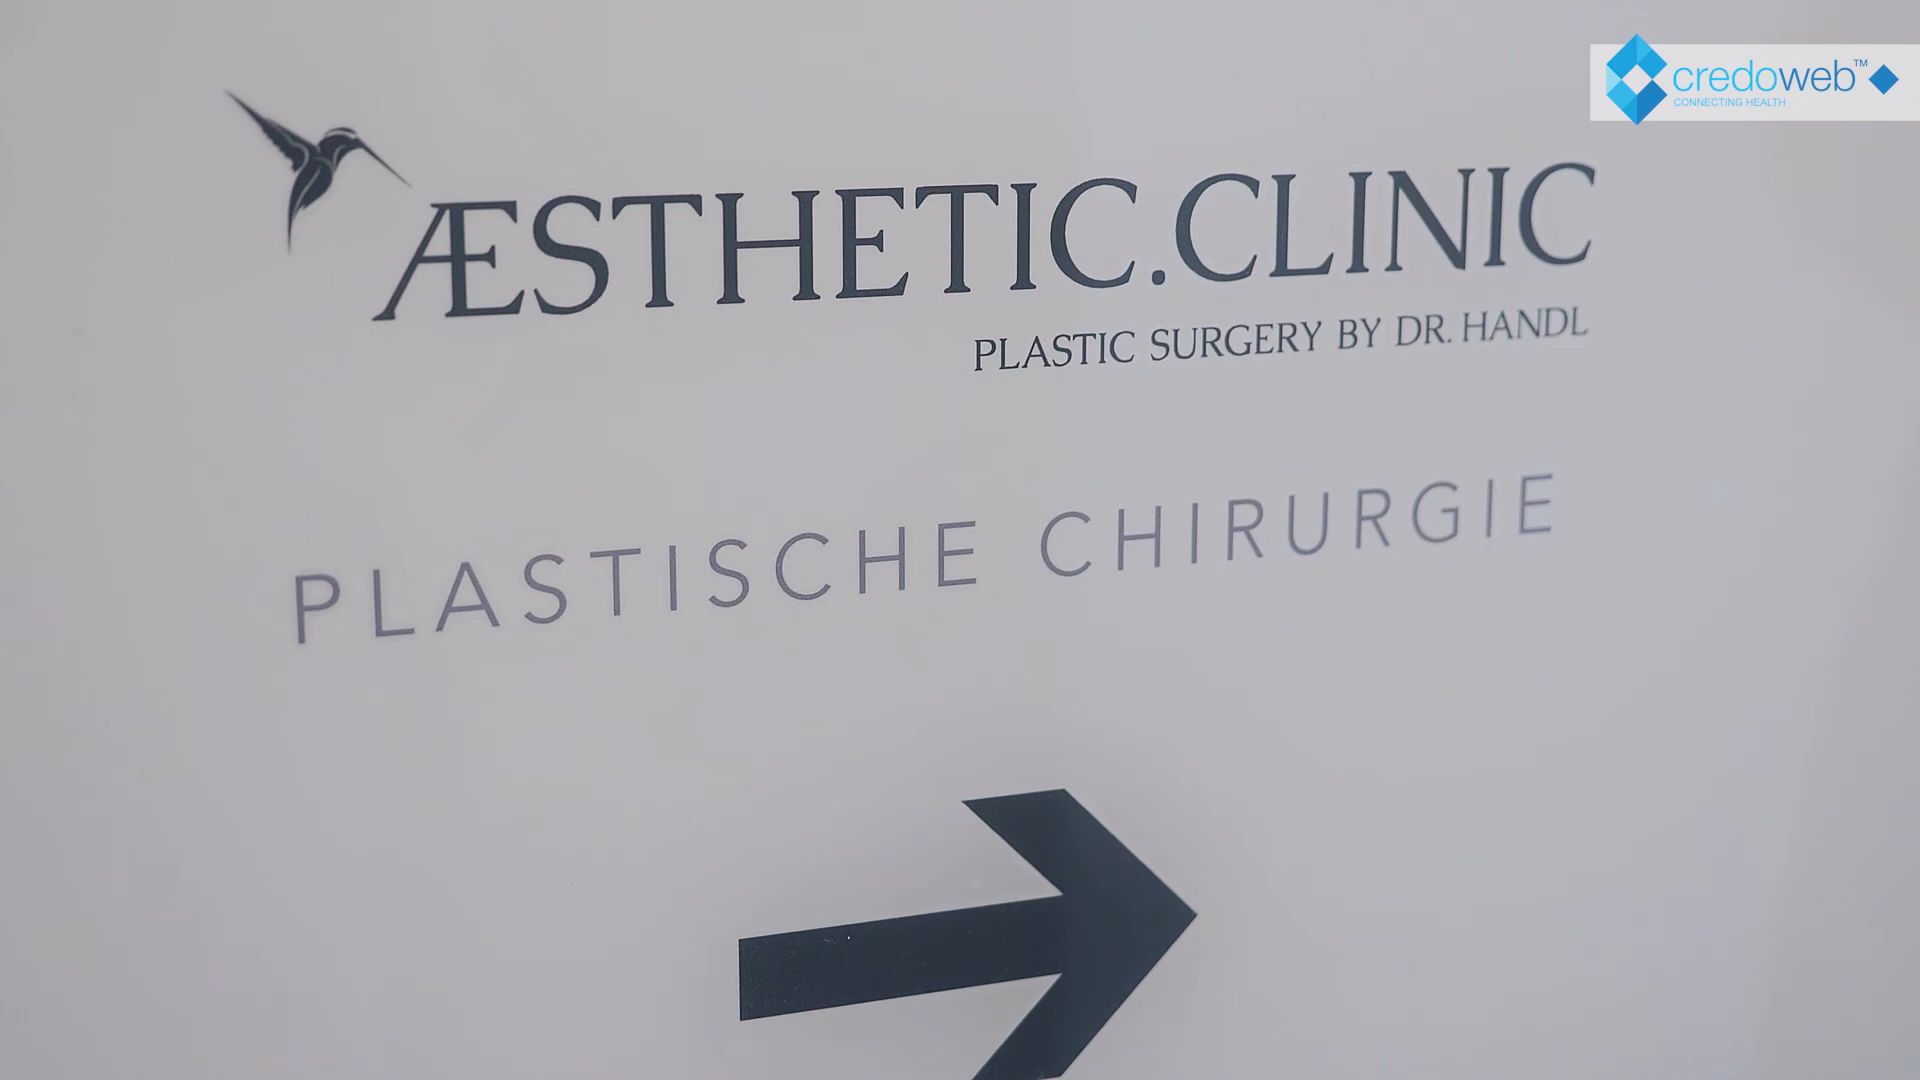 credoweb™
CONNECTING HEALTH
ÆSTHETIC.CLINIC
PLASTIC SURGERY BY DR. HANDL
PLASTISCHE CHIRURGIE